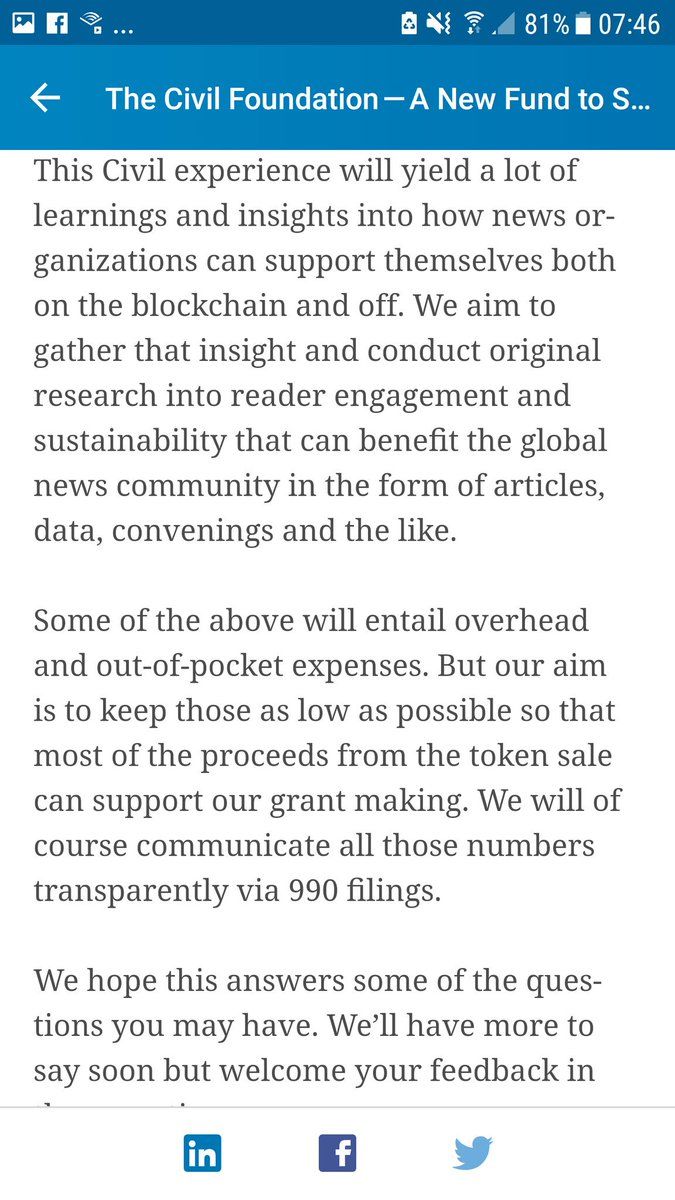 ... 81% 07:46
The Civil Foundation — A New Fund to S...
This Civil experience will yield a lot of
learnings and insights into how news or-
ganizations can support themselves both
on the blockchain and off. We aim to
gather that insight and conduct original
research into reader engagement and
sustainability that can benefit the global
news community in the form of articles,
data, convenings and the like.
Some of the above will entail overhead
and out-of-pocket expenses. But our aim
is to keep those as low as possible so that
most of the proceeds from the token sale
can support our grant making. We will of
course communicate all those numbers
transparently via 990 filings.
We hope this answers some of the ques-
tions you may have. We’ll have more to
say soon but welcome your feedback in
in f